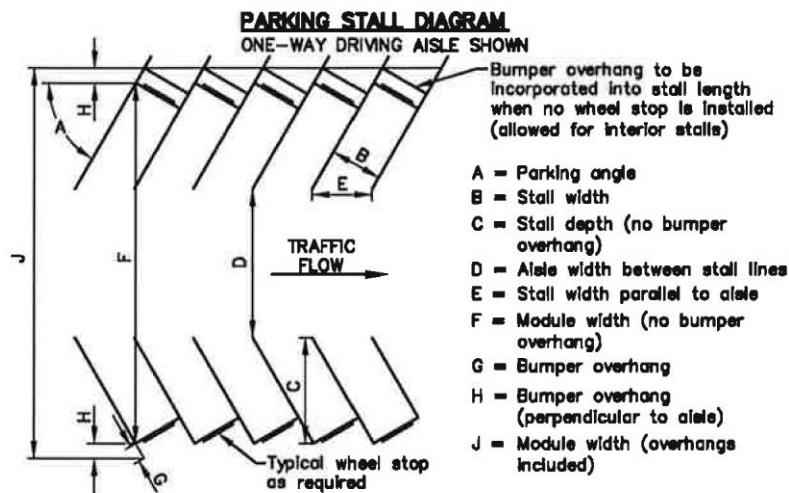 PARKING STALL DIAGRAM
ONE-WAY DRIVING AISLE SHOWN
Bumper overhang to be
incorporated into stall length
when no wheel stop is installed
(allowed for interior stalls)
H
A
B
E
J
F
D
TRAFFIC
FLOW
C
H
G
Typical wheel stop
as required
A = Parking angle
B = Stall width
C = Stall depth (no bumper
overhang)
D = Aisle width between stall lines
E = Stall width parallel to aisle
F = Module width (no bumper
overhang)
G = Bumper overhang
H = Bumper overhang
(perpendicular to aisle)
J = Module width (overhangs
included)